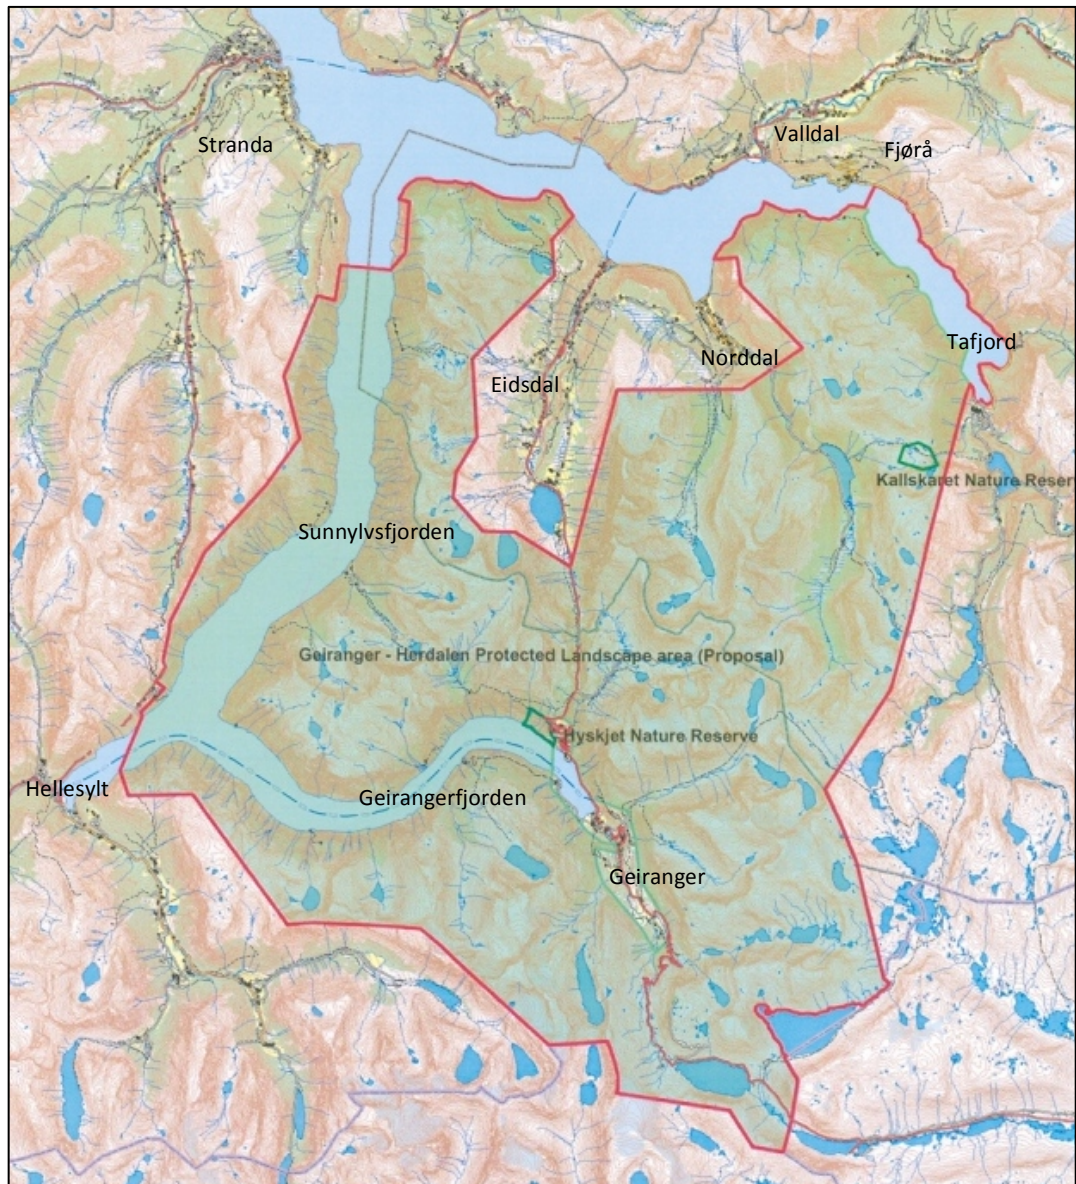 Stranda
Valldal
Fjørå
Tafjord
Norddal
Eidsdal
Kallskaret Nature Reser
Sunnylvsfjorden
Geiranger - Herdalen Protected Landscape area (Proposal)
Hyskjet Nature Reserve
Hellesylt
Geirangerfjorden
Geiranger